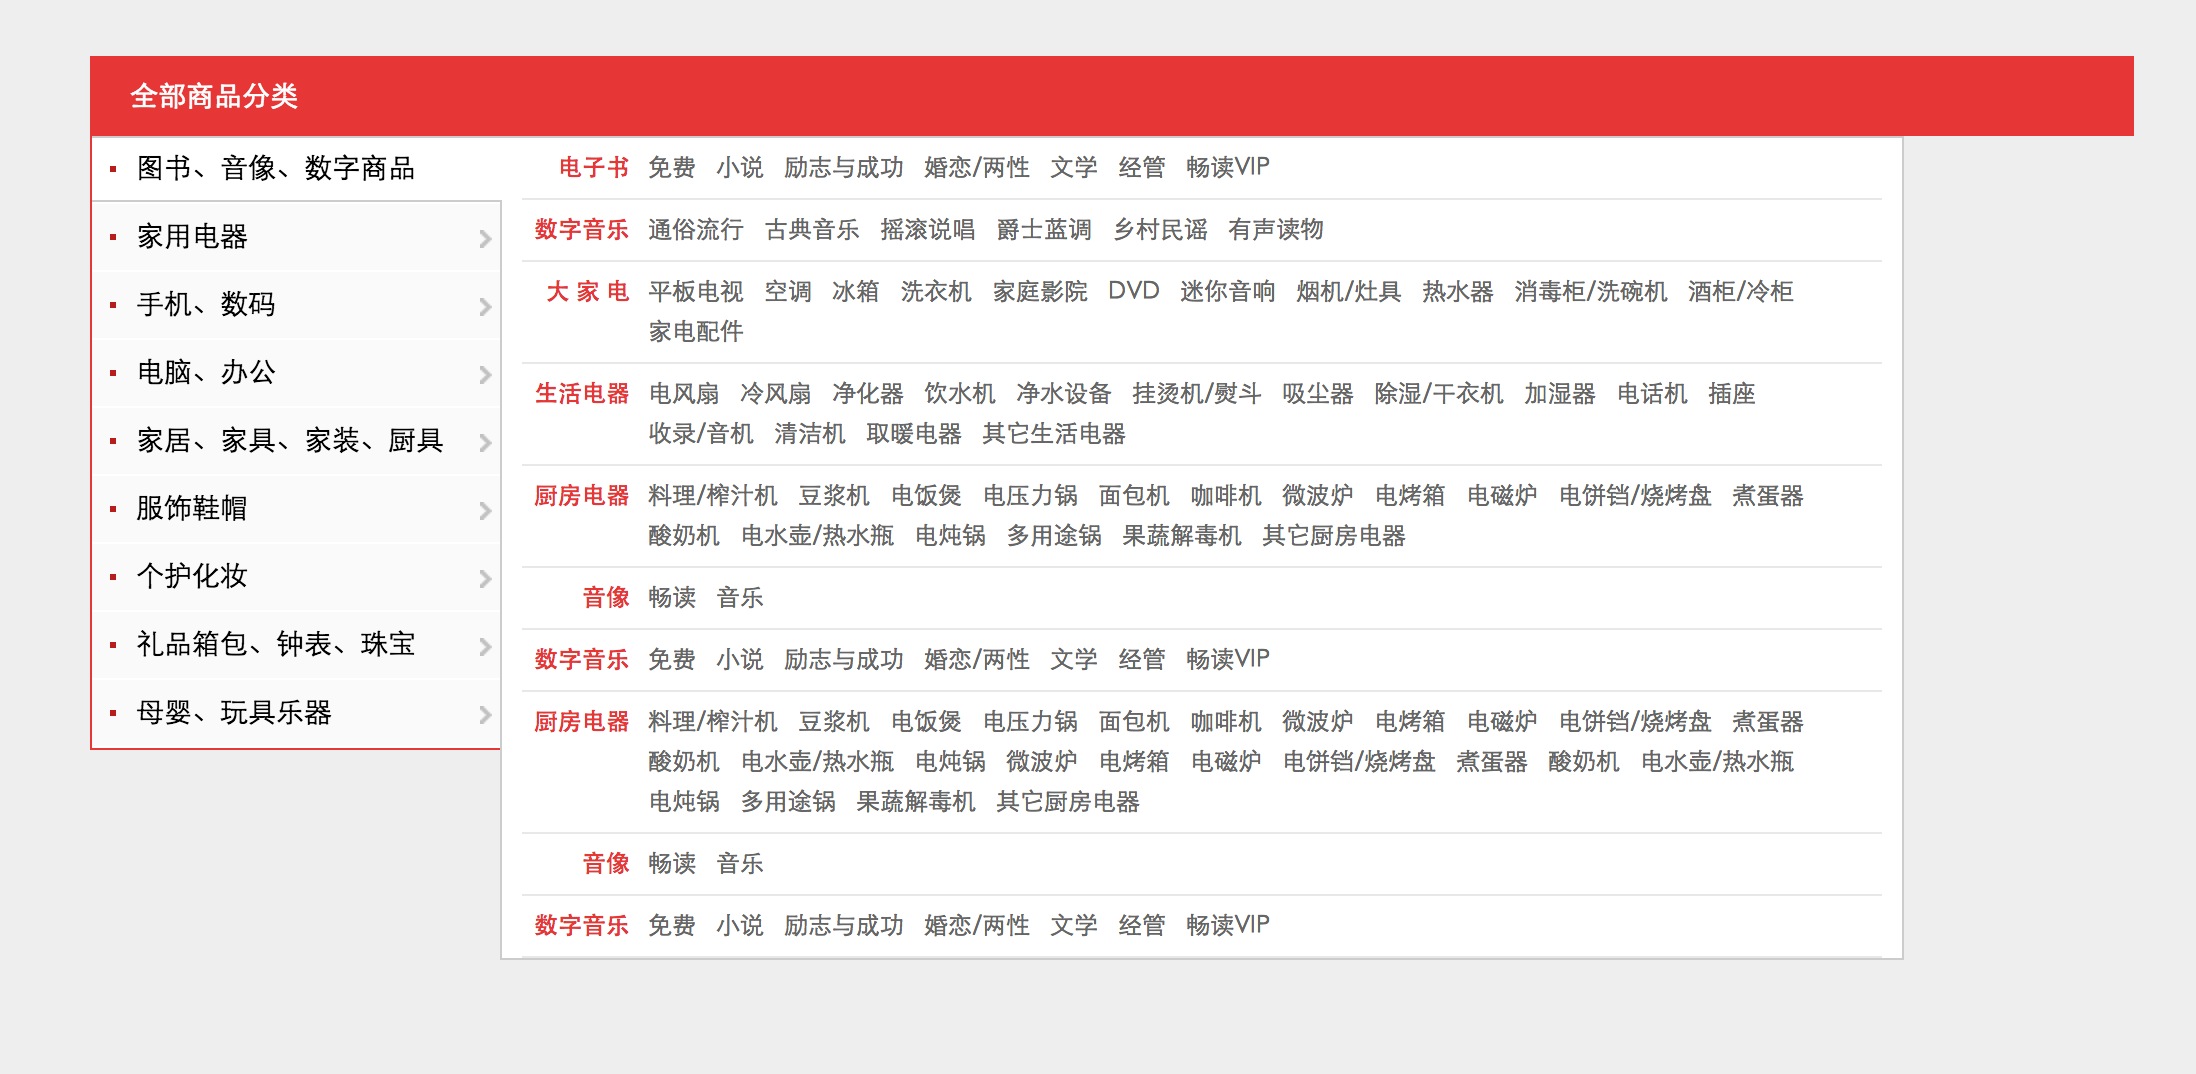 全部商品分类
图书、音像、数字商品
家用电器
手机、数码
电脑、办公
家居、家具、家装、厨具
服饰鞋帽
个护化妆
礼品箱包、钟表、珠宝
母婴、玩具乐器
电子书 免费 小说 励志与成功 婚恋/两性 文学 经管 畅读VIP
数字音乐 通俗流行 古典音乐 摇滚说唱 爵士蓝调 乡村民谣 有声读物
大 家 电 平板电视 空调 冰箱 洗衣机 家庭影院 DVD 迷你音响 烟机/灶具 热水器 消毒柜/洗碗机 酒柜/冷柜
家电配件
生活电器 电风扇 冷风扇 净化器 饮水机 净水设备 挂烫机/熨斗 吸尘器 除湿/干衣机 加湿器 电话机 插座
收录/音机 清洁机 取暖电器 其它生活电器
厨房电器 料理/榨汁机 豆浆机 电饭煲 电压力锅 面包机 咖啡机 微波炉 电烤箱 电磁炉 电饼铛/烧烤盘 煮蛋器
酸奶机 电水壶/热水瓶 电炖锅 多用途锅 果蔬解毒机 其它厨房电器
音像 畅读 音乐
数字音乐 免费 小说 励志与成功 婚恋/两性 文学 经管 畅读VIP
厨房电器 料理/榨汁机 豆浆机 电饭煲 电压力锅 面包机 咖啡机 微波炉 电烤箱 电磁炉 电饼铛/烧烤盘 煮蛋器
酸奶机 电水壶/热水瓶 电炖锅 微波炉 电烤箱 电磁炉 电饼铛/烧烤盘 煮蛋器 酸奶机 电水壶/热水瓶
电炖锅 多用途锅 果蔬解毒机 其它厨房电器
音像 畅读 音乐
数字音乐 免费 小说 励志与成功 婚恋/两性 文学 经管 畅读VIP